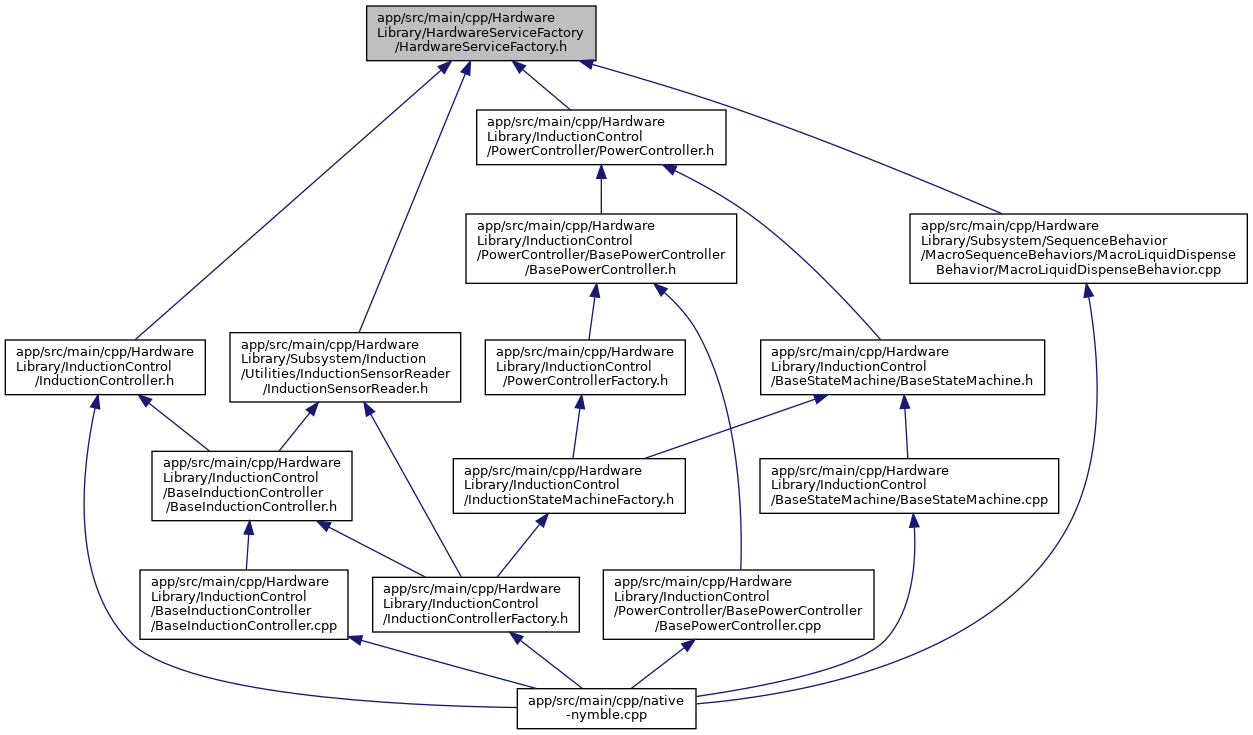 app/src/main/cpp/Hardware
Library/HardwareServiceFactory
/HardwareServiceFactory.h
app/src/main/cpp/Hardware
Library/InductionControl
/PowerController/PowerController.h
app/src/main/cpp/Hardware
Library/InductionControl
/PowerController/BasePowerController
/BasePowerController.h
app/src/main/cpp/Hardware
Library/Subsystem/SequenceBehavior
/MacroSequenceBehaviors/MacroLiquidDispense
Behavior/MacroLiquidDispenseBehavior.cpp
app/src/main/cpp/Hardware
Library/InductionControl
/InductionController.h
app/src/main/cpp/Hardware
Library/Subsystem/Induction
/Utilities/InductionSensorReader
/InductionSensorReader.h
app/src/main/cpp/Hardware
Library/InductionControl
/PowerControllerFactory.h
app/src/main/cpp/Hardware
Library/InductionControl
/BaseStateMachine/BaseStateMachine.h
app/src/main/cpp/Hardware
Library/InductionControl
/BaseInductionController
/BaseInductionController.h
app/src/main/cpp/Hardware
Library/InductionControl
/InductionStateMachineFactory.h
app/src/main/cpp/Hardware
Library/InductionControl
/BaseStateMachine/BaseStateMachine.cpp
app/src/main/cpp/Hardware
Library/InductionControl
/BaseInductionController
/BaseInductionController.cpp
app/src/main/cpp/Hardware
Library/InductionControl
/InductionControllerFactory.h
app/src/main/cpp/Hardware
Library/InductionControl
/PowerController/BasePowerController
/BasePowerController.cpp
app/src/main/cpp/native
-nymble.cpp